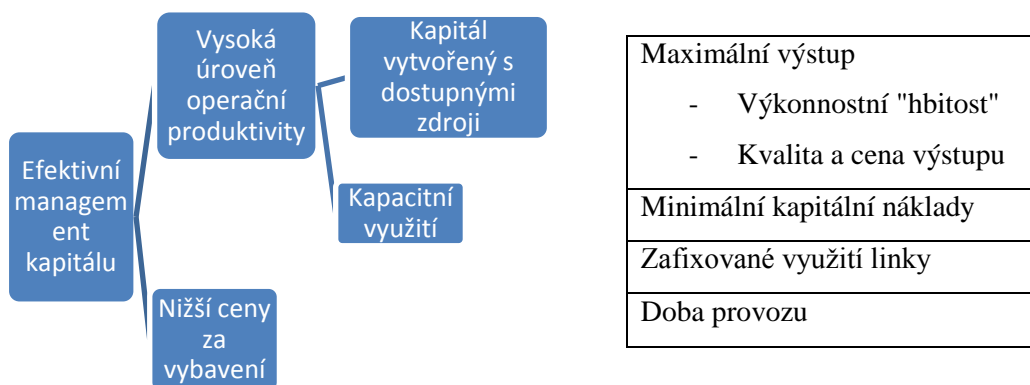 Efektivní
managem
ent
kapitálu
Vysoká
úroveň
operační
produktivity
Kapitál
vytvořený s
dostupnými
zdroji
Kapacitní
využití
Nižší ceny
za
vybavení
Maximální výstup
- Výkonnostní "hbitost"
- Kvalita a cena výstupu
Minimální kapitální náklady
Zafixované využití linky
Doba provozu